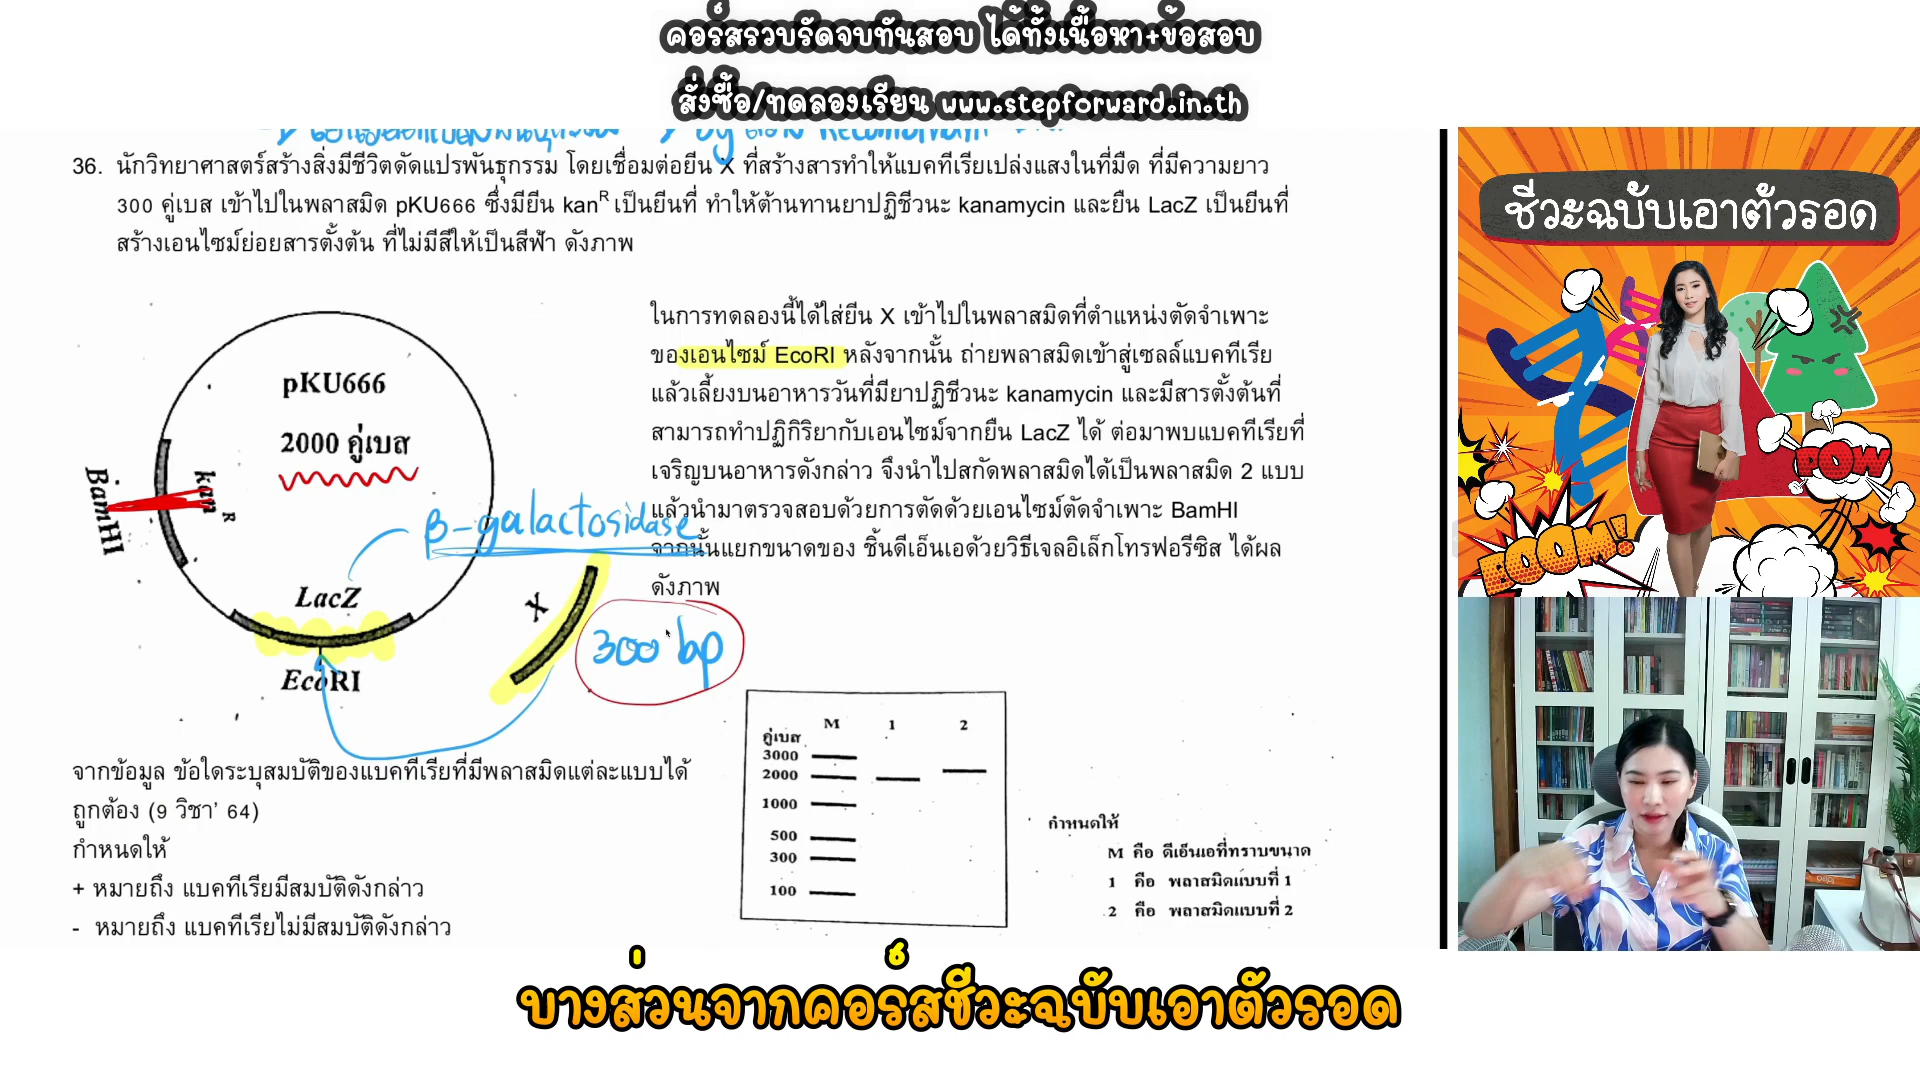 คอร์สรวบรัดจบทันสอบ ได้ทั้งเนื้อหา+ข้อสอบ
สั่งซื้อ/ทดลองเรียน www.stepforward.in.th
36. นักวิทยาศาสตร์สร้างสิ่งมีชีวิตดัดแปรพันธุกรรม โดยเชื่อมต่อยีน X ที่สร้างสารทำให้แบคทีเรียเปล่งแสงในที่มืด ที่มีความยาว
300 คู่เบส เข้าไปในพลาสมิด pKU666 ซึ่งมียีน kanR เป็นยีนที่ ทำให้ต้านทานยาปฏิชีวนะ kanamycin และยืน LacZ เป็นยีนที่
สร้างเอนไซม์ย่อยสารตั้งต้น ที่ไม่มีสีให้เป็นสีฟ้า ดังภาพ
ในการทดลองนี้ได้ใส่ยีน X เข้าไปในพลาสมิดที่ตำแหน่งตัดจำเพาะ
ของเอนไซม์ EcoRI หลังจากนั้น ถ่ายพลาสมิดเข้าสู่เซลล์แบคทีเรีย
แล้วเลี้ยงบนอาหารวันที่มียาปฏิชีวนะ kanamycin และมีสารตั้งต้นที่
สามารถทำปฏิกิริยากับเอนไซม์จากยืน LacZ ได้ ต่อมาพบแบคทีเรียที่
เจริญบนอาหารดังกล่าว จึงนำไปสกัดพลาสมิดได้เป็นพลาสมิด 2 แบบ
แล้วนำมาตรวจสอบด้วยการตัดด้วยเอนไซม์ตัดจำเพาะ BamHI
จากนั้นแยกขนาดของ ชิ้นดีเอ็นเอด้วยวิธีเจลอิเล็กโทรฟอรีซิส ได้ผล
ดังภาพ
pKU666
2000 คู่เบส
BamHI
kan R
β-galactosidase
LacZ
EcoRI
X
300 bp
จากข้อมูล ข้อใดระบุสมบัติของแบคทีเรียที่มีพลาสมิดแต่ละแบบได้
ถูกต้อง (9 วิชา' 64)
กำหนดให้
+ หมายถึง แบคทีเรียมีสมบัติดังกล่าว
- หมายถึง แบคทีเรียไม่มีสมบัติดังกล่าว
M 1 2
คู่เบส
3000
2000
1000
500
300
100
กำหนดให้
M คือ ดีเอ็นเอที่ทราบขนาด
1 คือ พลาสมิดแบบที่ 1
2 คือ พลาสมิดแบบที่ 2
ชีวะฉบับเอาตัวรอด
POW
BOOM!
บางส่วนจากคอร์สชีวะฉบับเอาตัวรอด